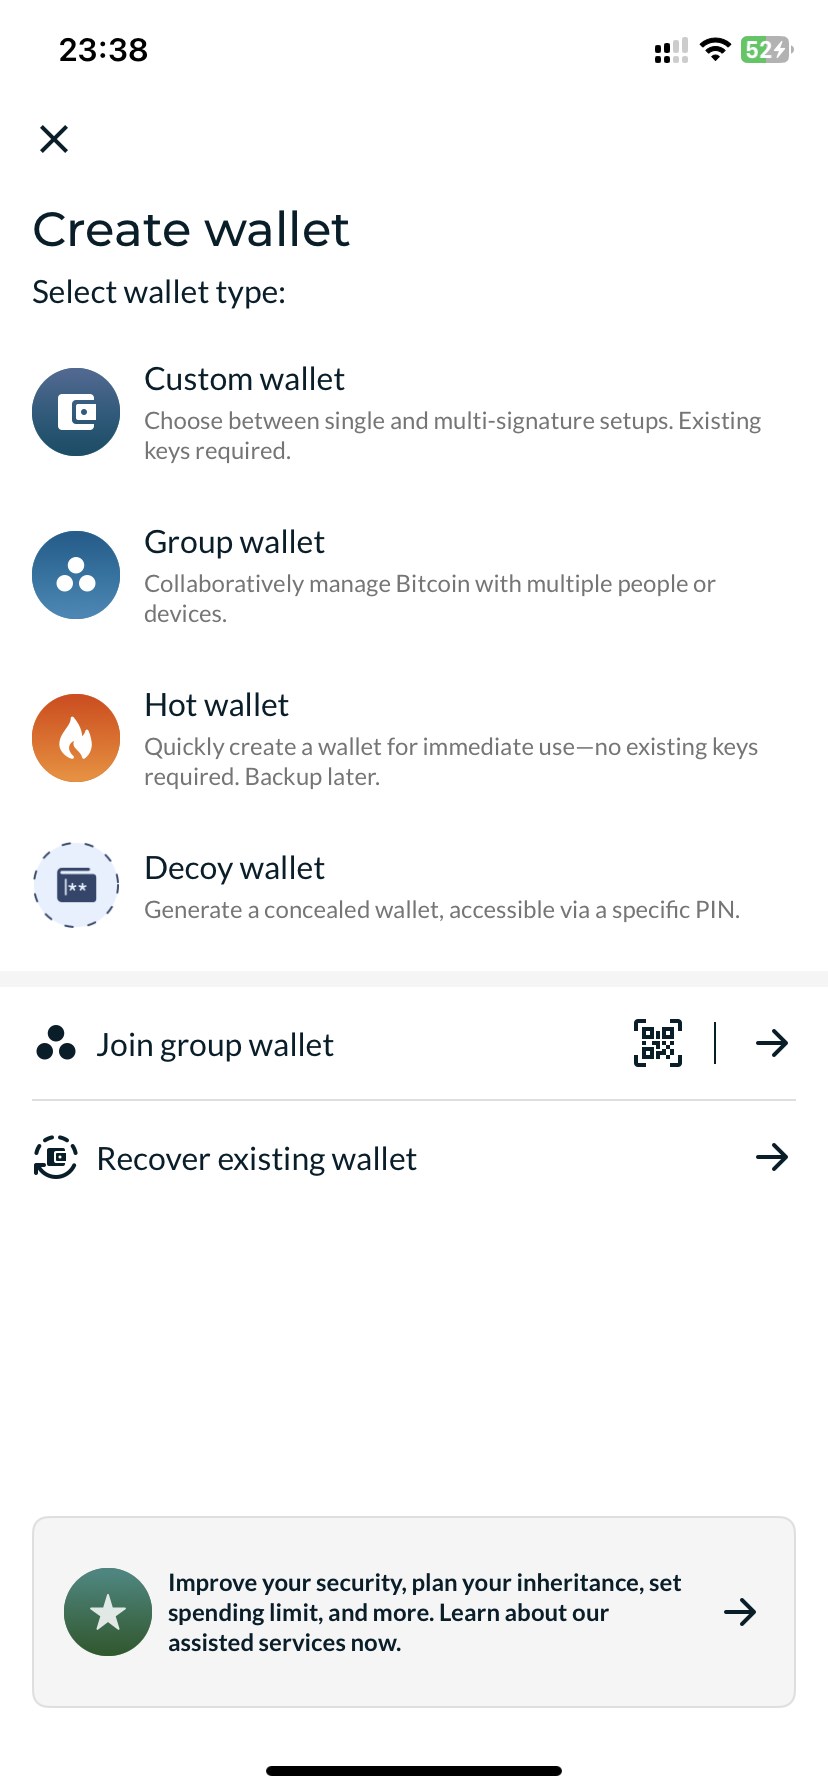 23:38
52
Create wallet
Select wallet type:
Custom wallet
Choose between single and multi-signature setups. Existing
keys required.
Group wallet
Collaboratively manage Bitcoin with multiple people or
devices.
Hot wallet
Quickly create a wallet for immediate use—no existing keys
required. Backup later.
Decoy wallet
Generate a concealed wallet, accessible via a specific PIN.
Join group wallet
Recover existing wallet
Improve your security, plan your inheritance, set
spending limit, and more. Learn about our
assisted services now.